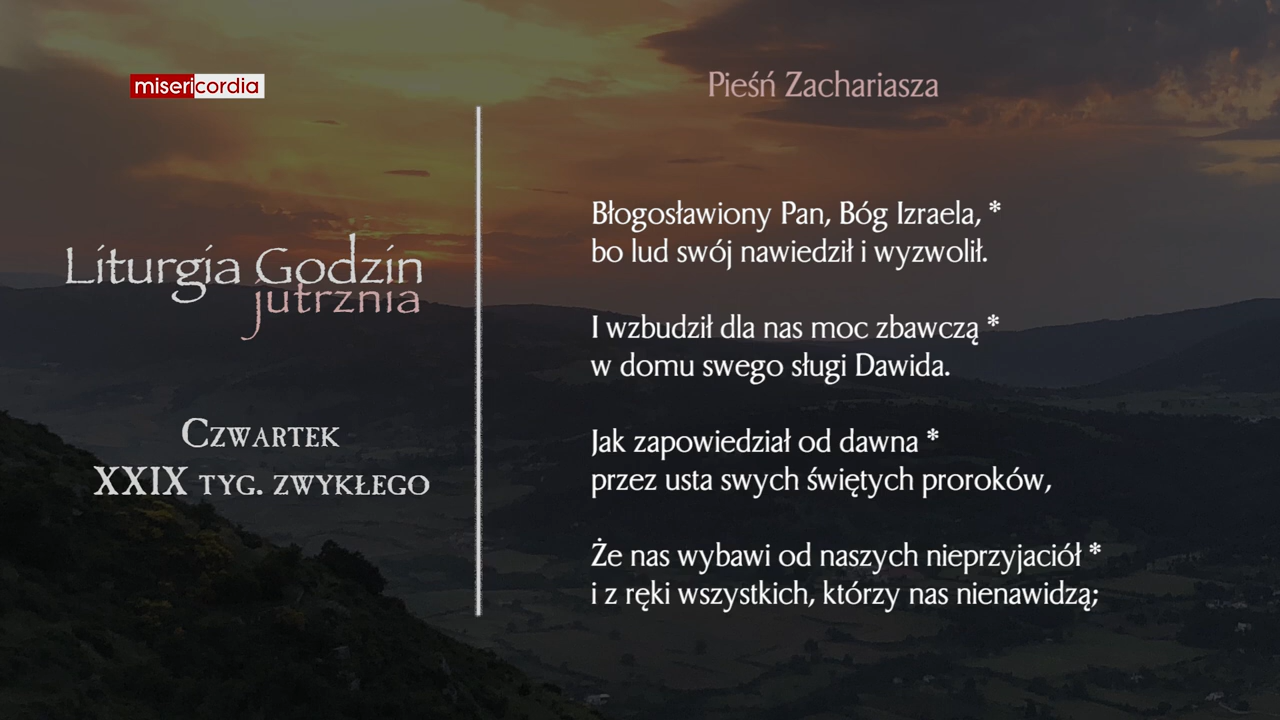 misericordia
Liturgia Godzin
jutrznia
Czwartek
XXIX tyg. zwykłego
Pieśń Zachariasza
Błogosławiony Pan, Bóg Izraela, *
bo lud swój nawiedził i wyzwolił.
I wzbudził dla nas moc zbawczą *
w domu swego sługi Dawida.
Jak zapowiedział od dawna *
przez usta swych świętych proroków,
Że nas wybawi od naszych nieprzyjaciół *
i z ręki wszystkich, którzy nas nienawidzą;